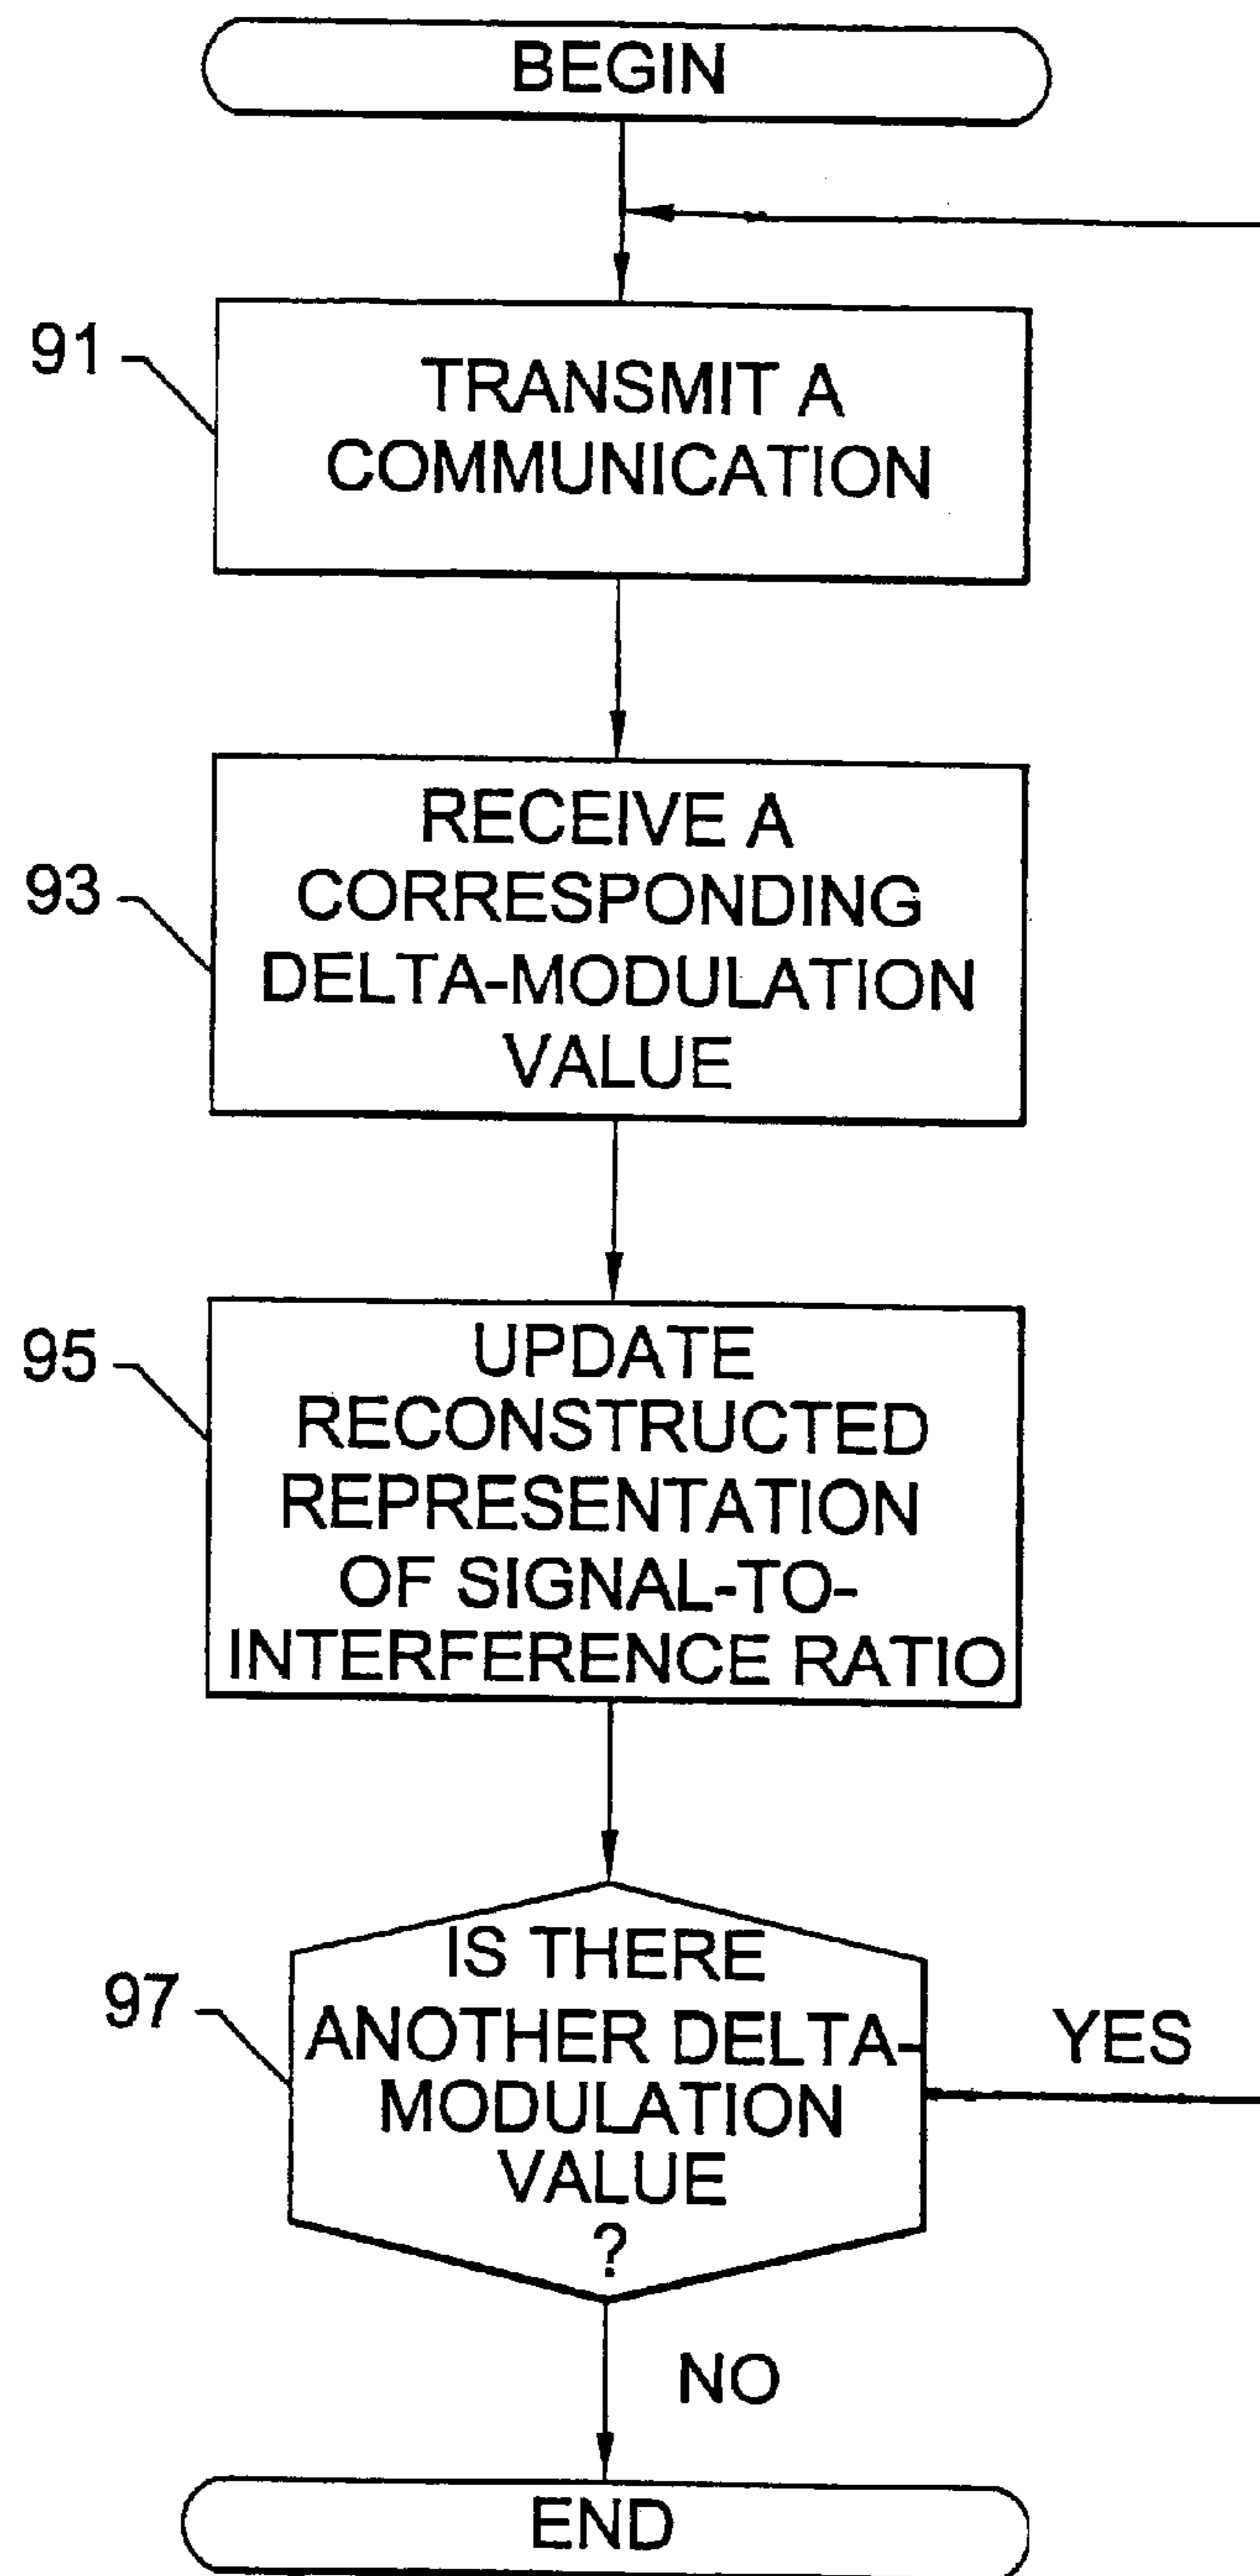 BEGIN
91
TRANSMIT A
COMMUNICATION
93
RECEIVE A
CORRESPONDING
DELTA-MODULATION
VALUE
95
UPDATE
RECONSTRUCTED
REPRESENTATION
OF SIGNAL-TO-
INTERFERENCE RATIO
97
IS THERE
ANOTHER DELTA-
MODULATION
VALUE
?
YES
NO
END